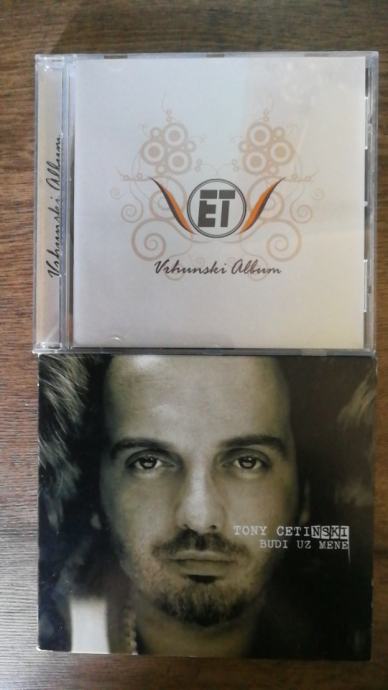 Vrhunski Album
ET
Vrhunski Album
TONY CETINSKI
BUDI UZ MENE